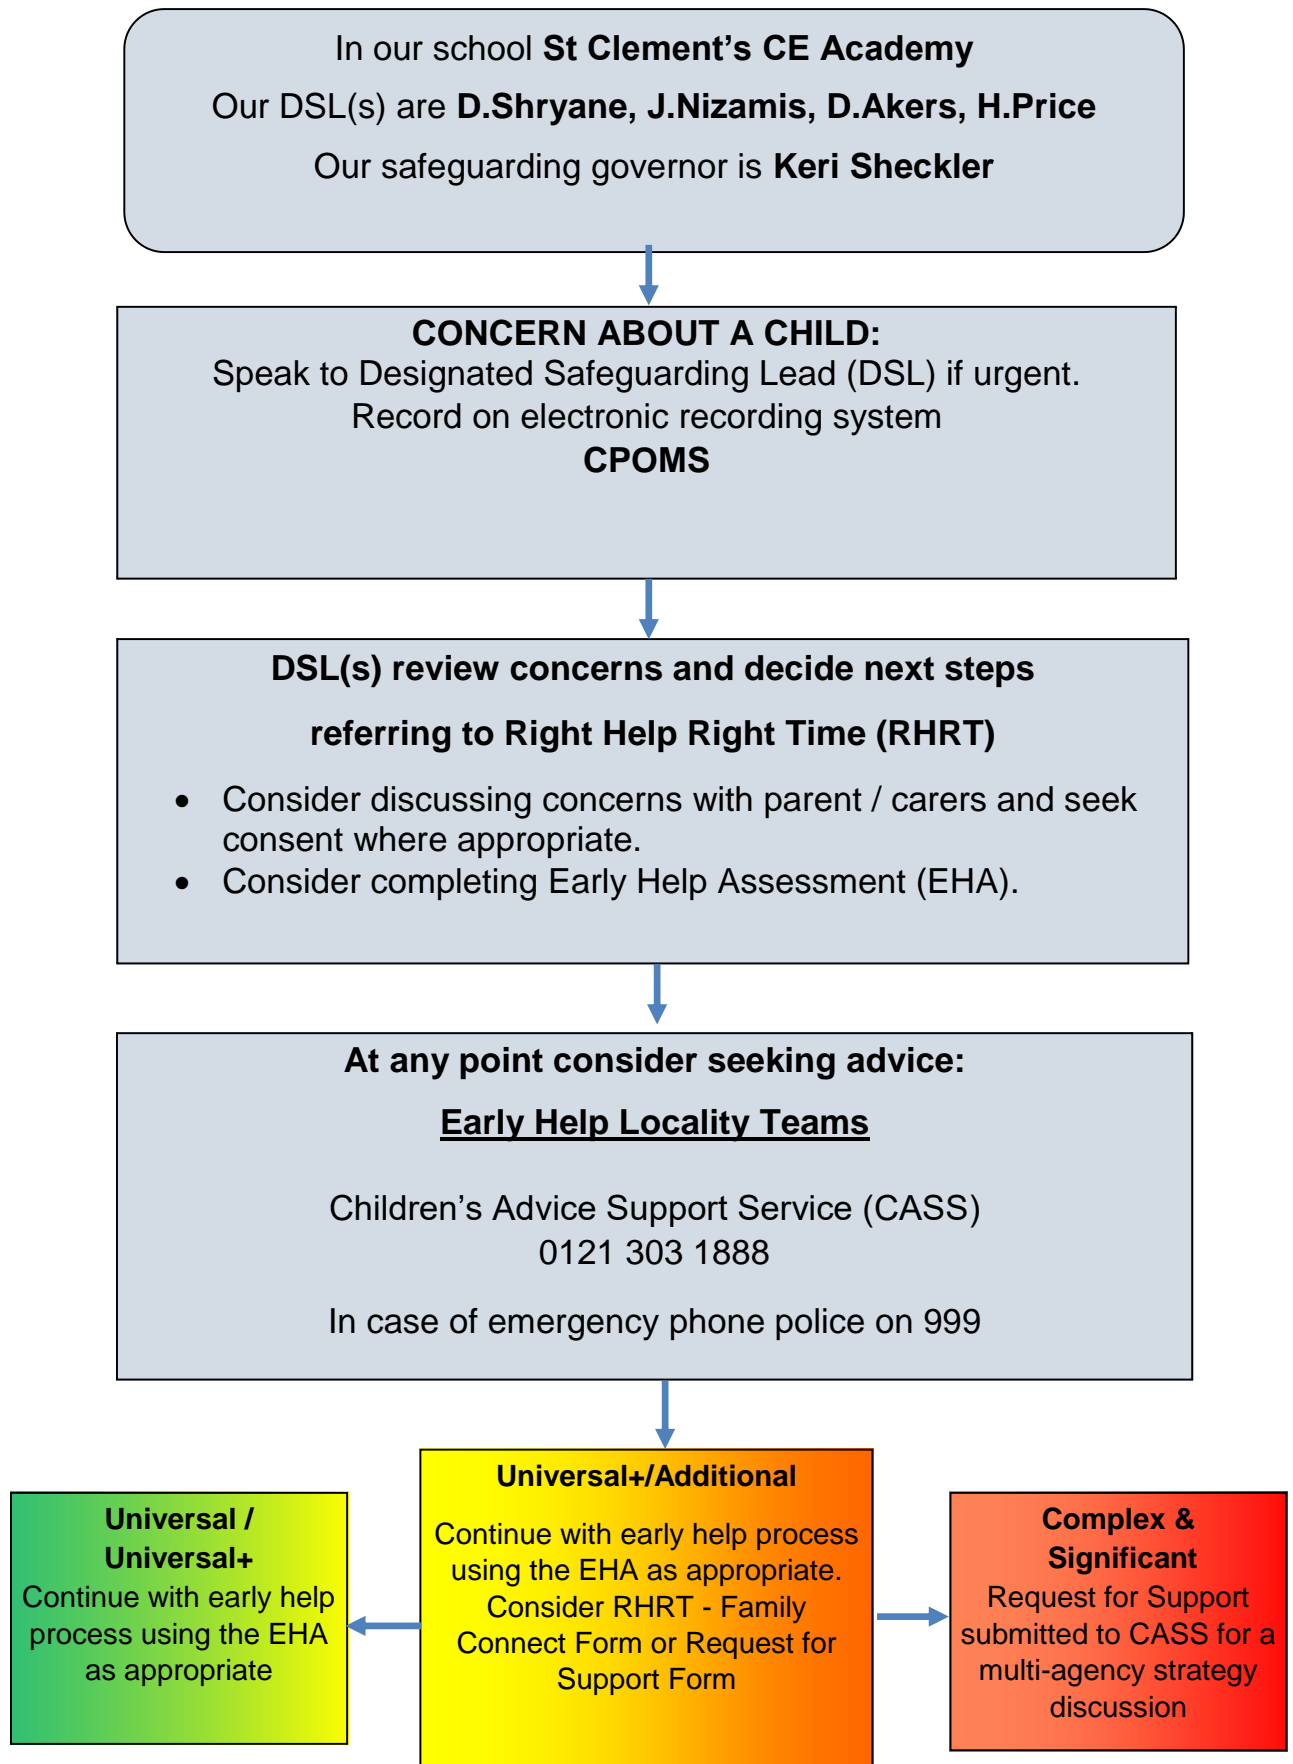 In our school St Clement’s CE Academy
Our DSL(s) are D.Shryane, J.Nizamis, D.Akers, H.Price
Our safeguarding governor is Keri Sheckler
CONCERN ABOUT A CHILD:
Speak to Designated Safeguarding Lead (DSL) if urgent.
Record on electronic recording system
CPOMS
DSL(s) review concerns and decide next steps
referring to Right Help Right Time (RHRT)
• Consider discussing concerns with parent / carers and seek
consent where appropriate.
• Consider completing Early Help Assessment (EHA).
At any point consider seeking advice:
Early Help Locality Teams
Children’s Advice Support Service (CASS)
0121 303 1888
In case of emergency phone police on 999
Universal /
Universal+
Continue with early help
process using the EHA
as appropriate
Universal+/Additional
Continue with early help process
using the EHA as appropriate.
Consider RHRT - Family
Connect Form or Request for
Support Form
Complex &
Significant
Request for Support
submitted to CASS for a
multi-agency strategy
discussion